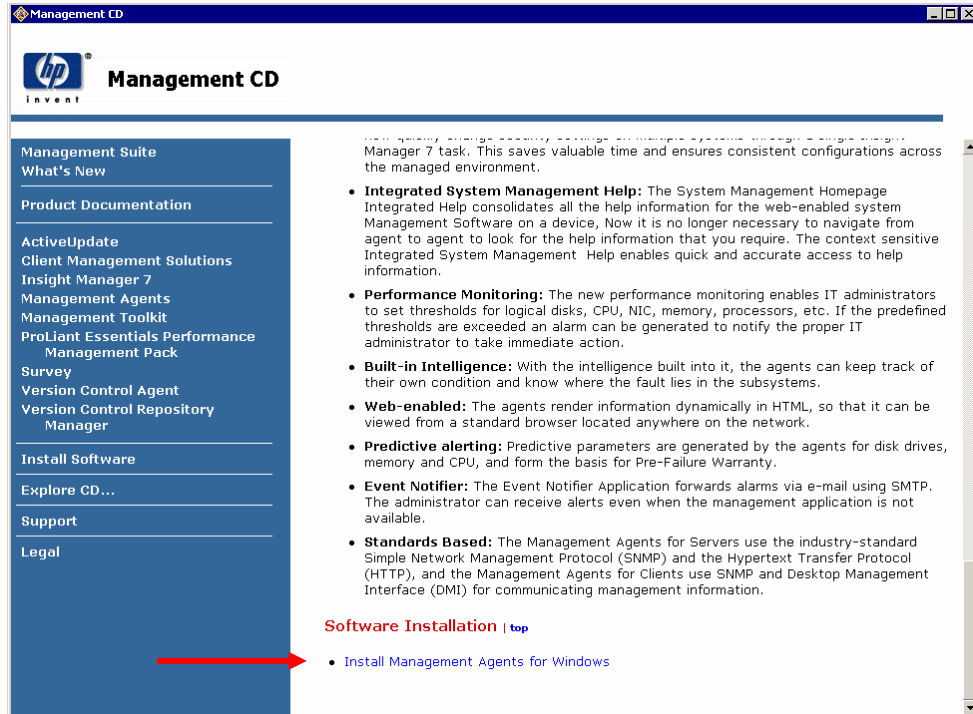 Management CD
hp
®
invent
Management CD
Management Suite
What's New
Product Documentation
ActiveUpdate
Client Management Solutions
Insight Manager 7
Management Agents
Management Toolkit
ProLiant Essentials Performance
Management Pack
Survey
Version Control Agent
Version Control Repository
Manager
Install Software
Explore CD...
Support
Legal
now quickly change security settings on multiple systems through a single Insight
Manager 7 task. This saves valuable time and ensures consistent configurations across
the managed environment.
• Integrated System Management Help: The System Management Homepage
Integrated Help consolidates all the help information for the web-enabled system
Management Software on a device, Now it is no longer necessary to navigate from
agent to agent to look for the help information that you require. The context sensitive
Integrated System Management Help enables quick and accurate access to help
information.
• Performance Monitoring: The new performance monitoring enables IT administrators
to set thresholds for logical disks, CPU, NIC, memory, processors, etc. If the predefined
thresholds are exceeded an alarm can be generated to notify the proper IT
administrator to take immediate action.
• Built-in Intelligence: With the intelligence built into it, the agents can keep track of
their own condition and know where the fault lies in the subsystems.
• Web-enabled: The agents render information dynamically in HTML, so that it can be
viewed from a standard browser located anywhere on the network.
• Predictive alerting: Predictive parameters are generated by the agents for disk drives,
memory and CPU, and form the basis for Pre-Failure Warranty.
• Event Notifier: The Event Notifier Application forwards alarms via e-mail using SMTP.
The administrator can receive alerts even when the management application is not
available.
• Standards Based: The Management Agents for Servers use the industry-standard
Simple Network Management Protocol (SNMP) and the Hypertext Transfer Protocol
(HTTP), and the Management Agents for Clients use SNMP and Desktop Management
Interface (DMI) for communicating management information.
Software Installation | top
• Install Management Agents for Windows